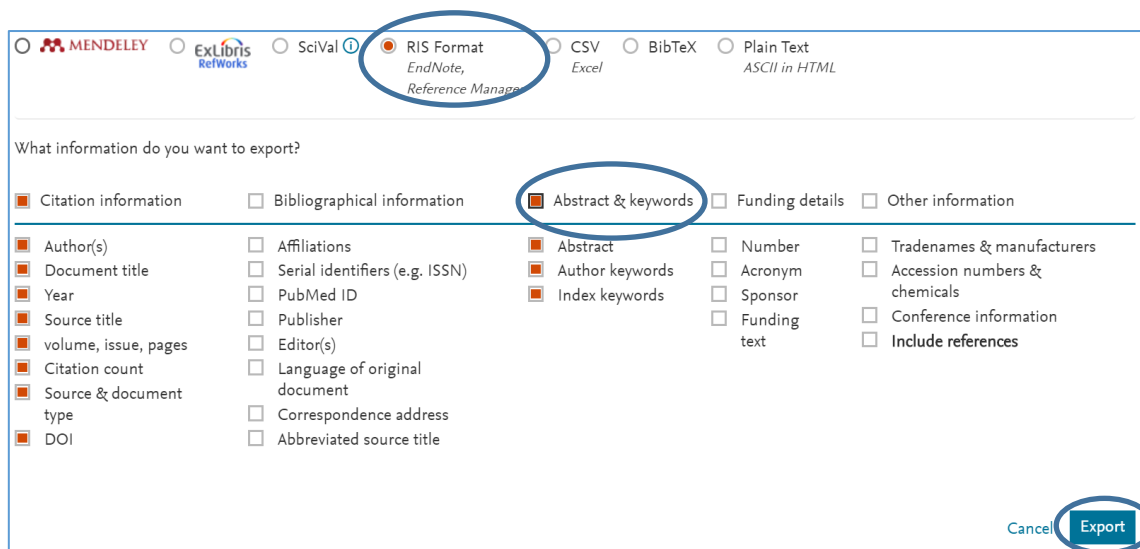 MENDELEY ExLibris RefWorks SciVal RIS Format CSV BibTeX Plain Text
EndNote, Excel ASCII in HTML
Reference Manage
What information do you want to export?
Citation information Bibliographical information Abstract & keywords Funding details Other information
Author(s) Affiliations Abstract Number Tradenames & manufacturers
Document title Serial identifiers (e.g. ISSN) Author keywords Acronym Accession numbers &
Year PubMed ID Index keywords Sponsor chemicals
Source title Publisher Funding Conference information
volume, issue, pages Editor(s) text Include references
Citation count Language of original
Source & document document
type Correspondence address
DOI Abbreviated source title
Cancel Export